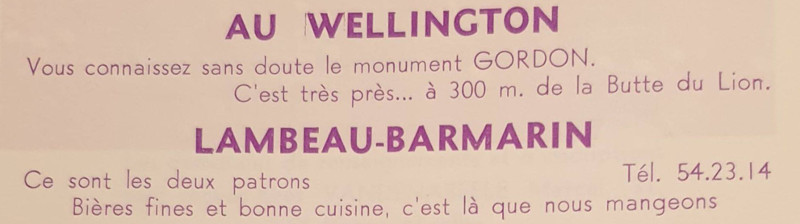 AU WELLINGTON
Vous connaissez sans doute le monument GORDON.
C'est très près... à 300 m. de la Butte du Lion.
LAMBEAU-BARMARIN
Ce sont les deux patrons Tél. 54.23.14
Bières fines et bonne cuisine, c'est là que nous mangeons